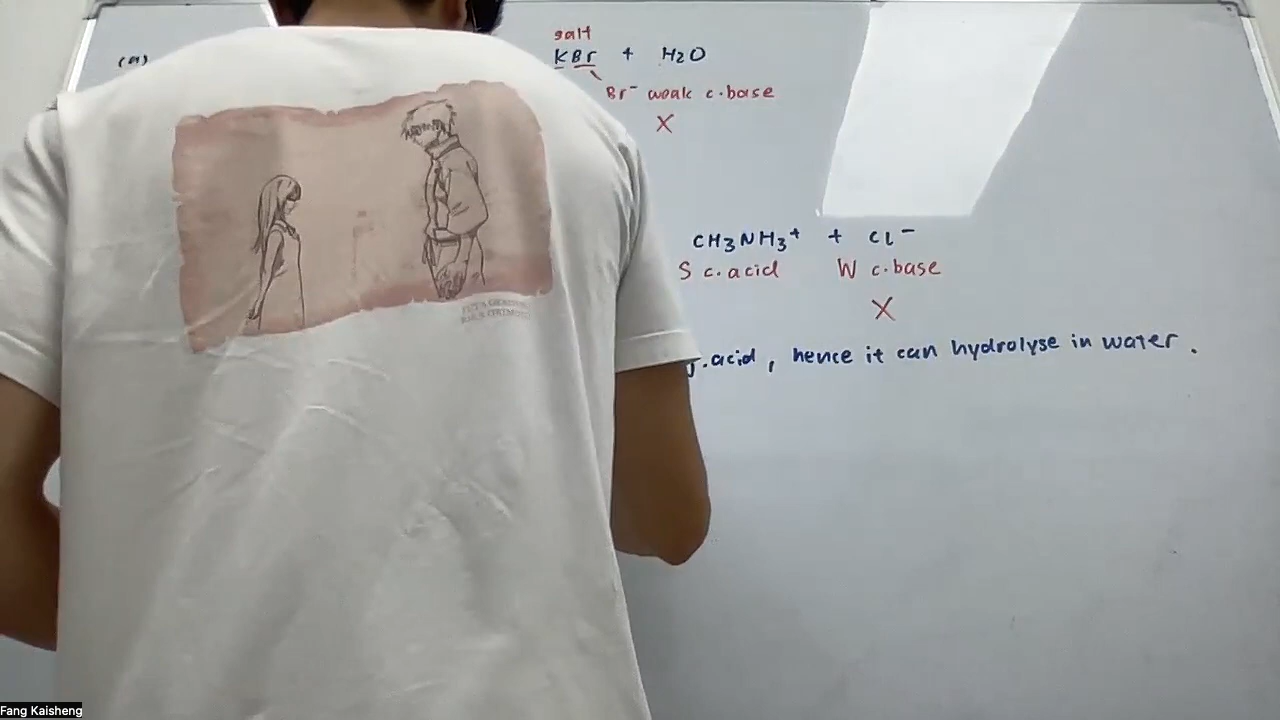 salt
(a)
KBr + H2O
Br⁻ weak c.base
X
CH3NH3⁺ + Cl⁻
S c.acid W c.base
X
.acid, hence it can hydrolyse in water.
Fang Kaisheng